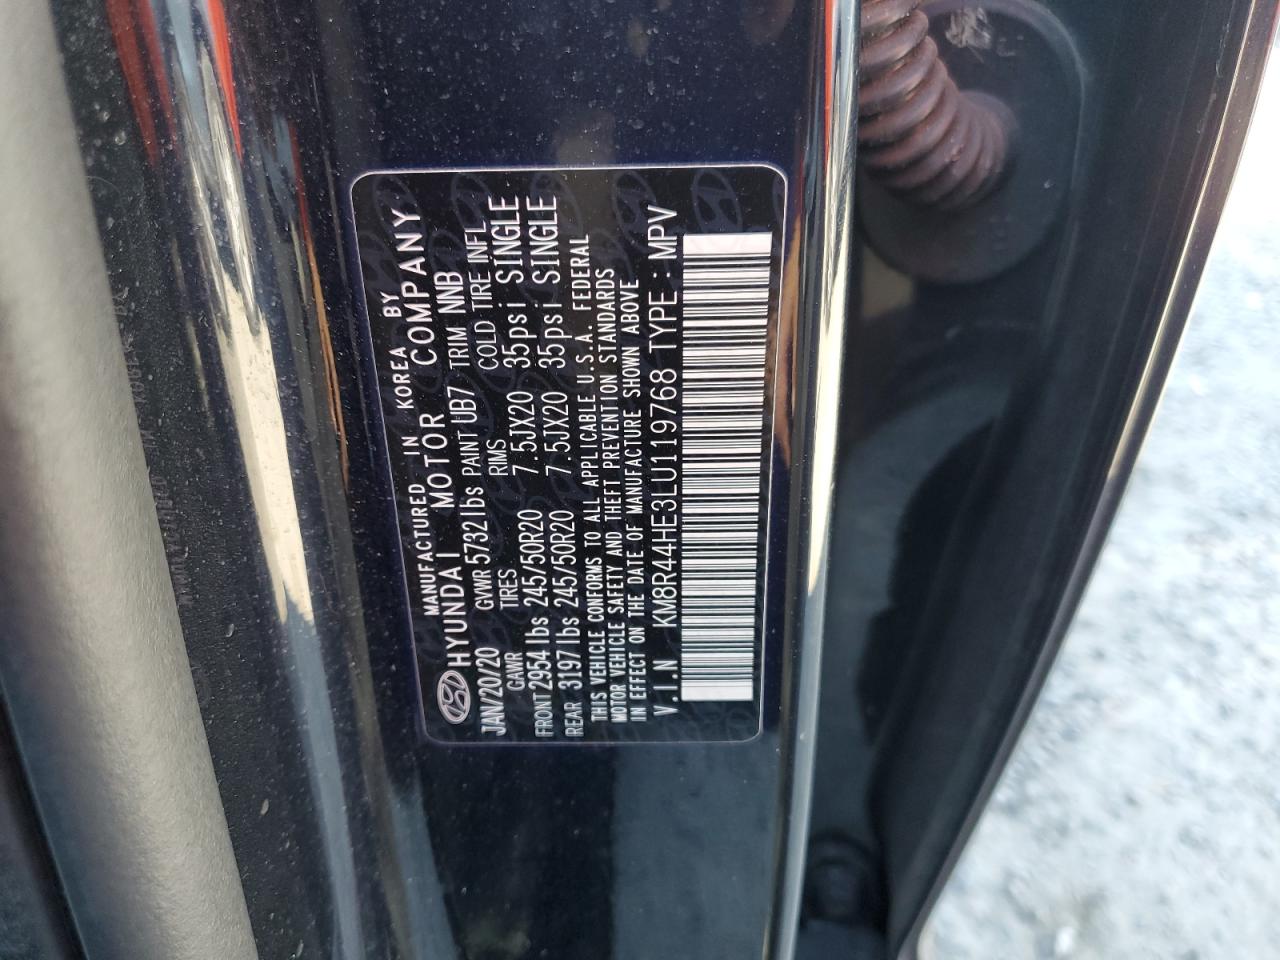 MANUFACTURED IN KOREA BY
HYUNDAI MOTOR COMPANY
JAN/20/20 GVWR 5732lbs PAINT UB7 TRIM NNB
GAWR TIRES RIMS COLD TIRE INFL
FRONT 2954 lbs 245/50R20 7.5JX20 35psi SINGLE
REAR 3197 lbs 245/50R20 7.5JX20 35psi SINGLE
THIS VEHICLE CONFORMS TO ALL APPLICABLE U.S.A. FEDERAL
MOTOR VEHICLE SAFETY AND THEFT PREVENTION STANDARDS
IN EFFECT ON THE DATE OF MANUFACTURE SHOWN ABOVE
V.I.N KM8R44HE3LU119768 TYPE : MPV